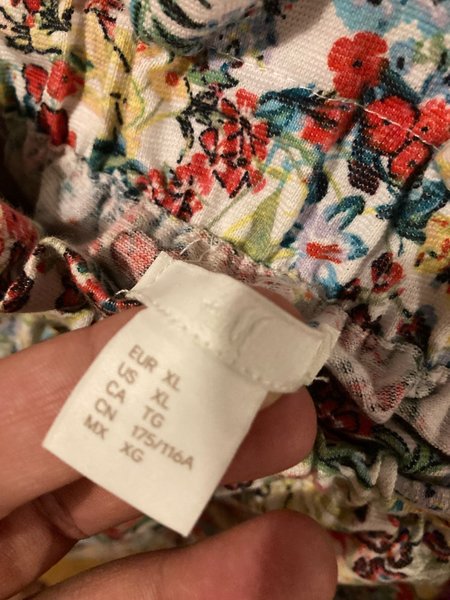 EUR XL
US XL
CA TG
CN 175/116A
MX XG